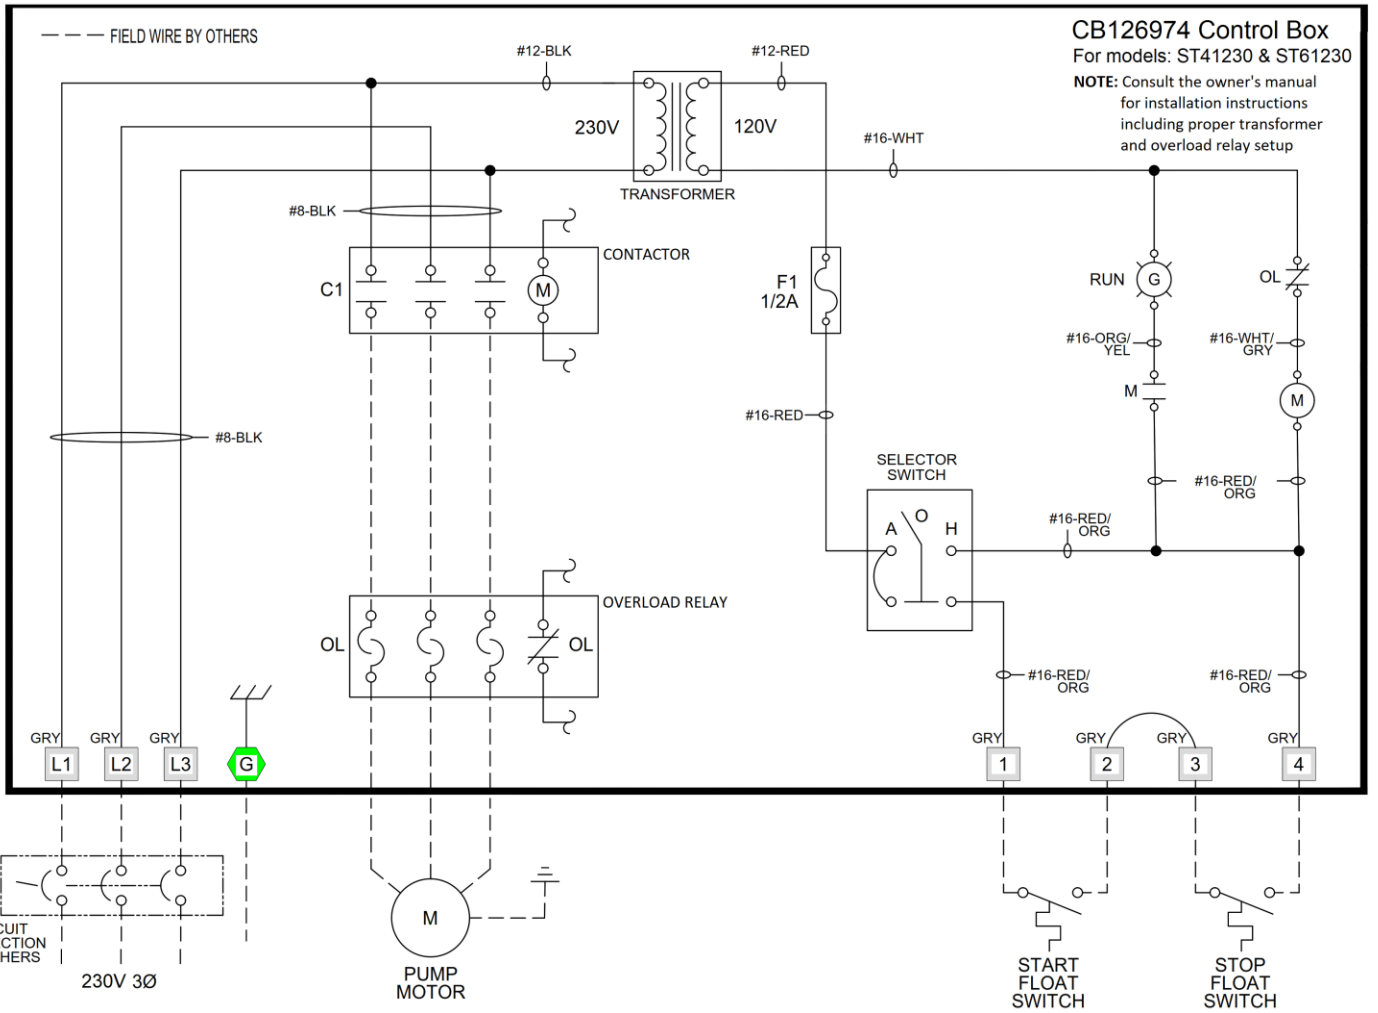 FIELD WIRE BY OTHERS
CB126974 Control Box
For models: ST41230 & ST61230
NOTE: Consult the owner's manual
for installation instructions
including proper transformer
and overload relay setup
#12-BLK
#12-RED
230V
120V
TRANSFORMER
#16-WHT
#8-BLK
CONTACTOR
C1
M
F1
1/2A
RUN
G
OL
#16-ORG/
YEL
#16-WHT/
GRY
M
M
#16-RED
#8-BLK
SELECTOR
SWITCH
A
O
H
#16-RED/
ORG
#16-RED/
ORG
OVERLOAD RELAY
OL
OL
#16-RED/
ORG
#16-RED/
ORG
GRY
GRY
GRY
GRY
GRY
GRY
GRY
L1
L2
L3
G
1
2
3
4
CUIT
CTION
HERS
230V 3Ø
M
PUMP
MOTOR
START
FLOAT
SWITCH
STOP
FLOAT
SWITCH